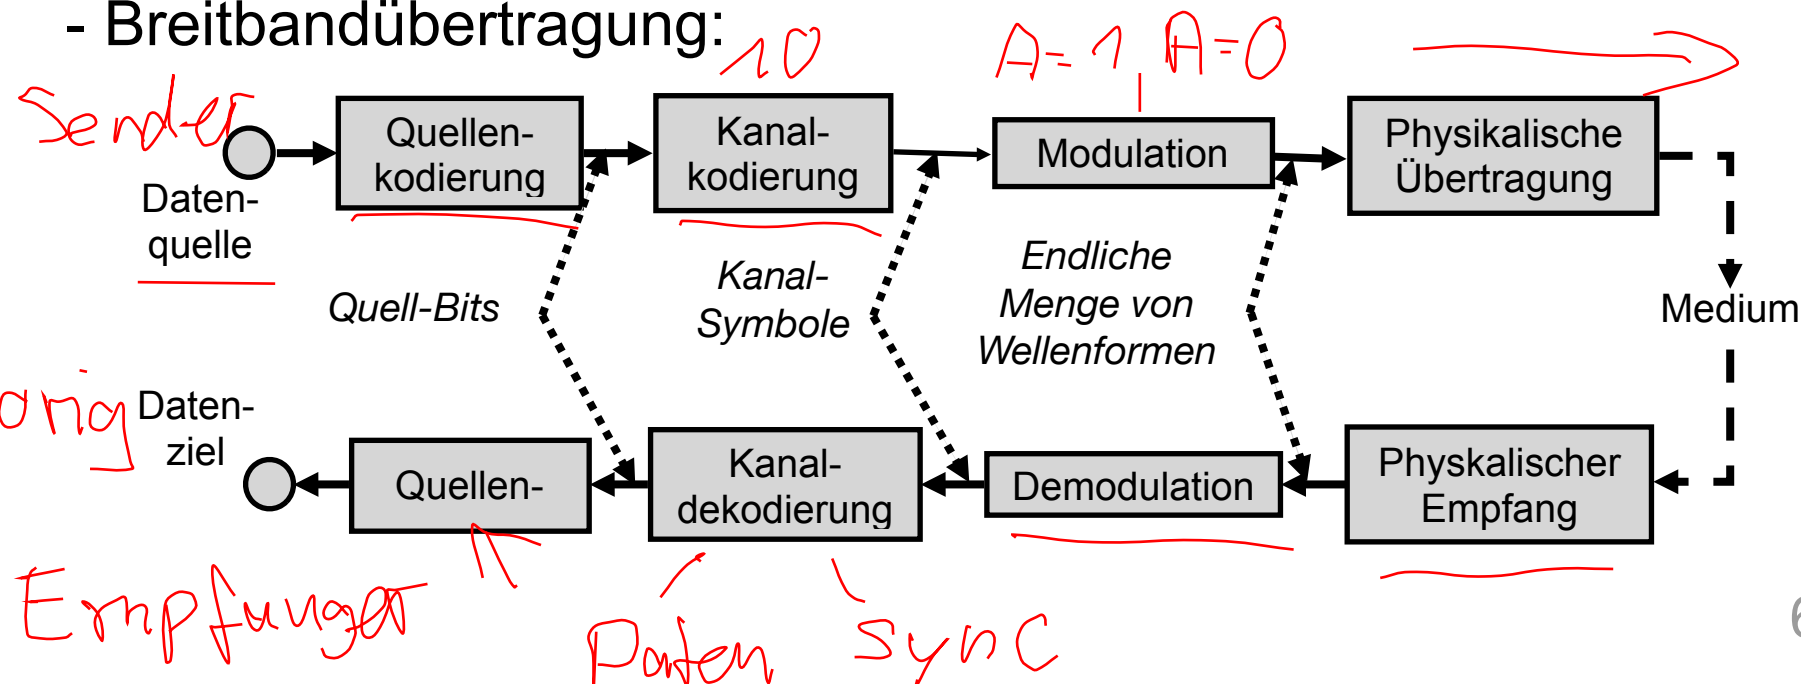 - Breitbandübertragung:
10
A=1, A=0
Sender
Quellen-
kodierung
Kanal-
kodierung
Modulation
Physikalische
Übertragung
Daten-
quelle
Quell-Bits
Kanal-
Symbole
Endliche
Menge von
Wellenformen
Medium
orig
Daten-
ziel
Quellen-
Kanal-
dekodierung
Demodulation
Physkalischer
Empfang
Empfänger
Daten
Sync